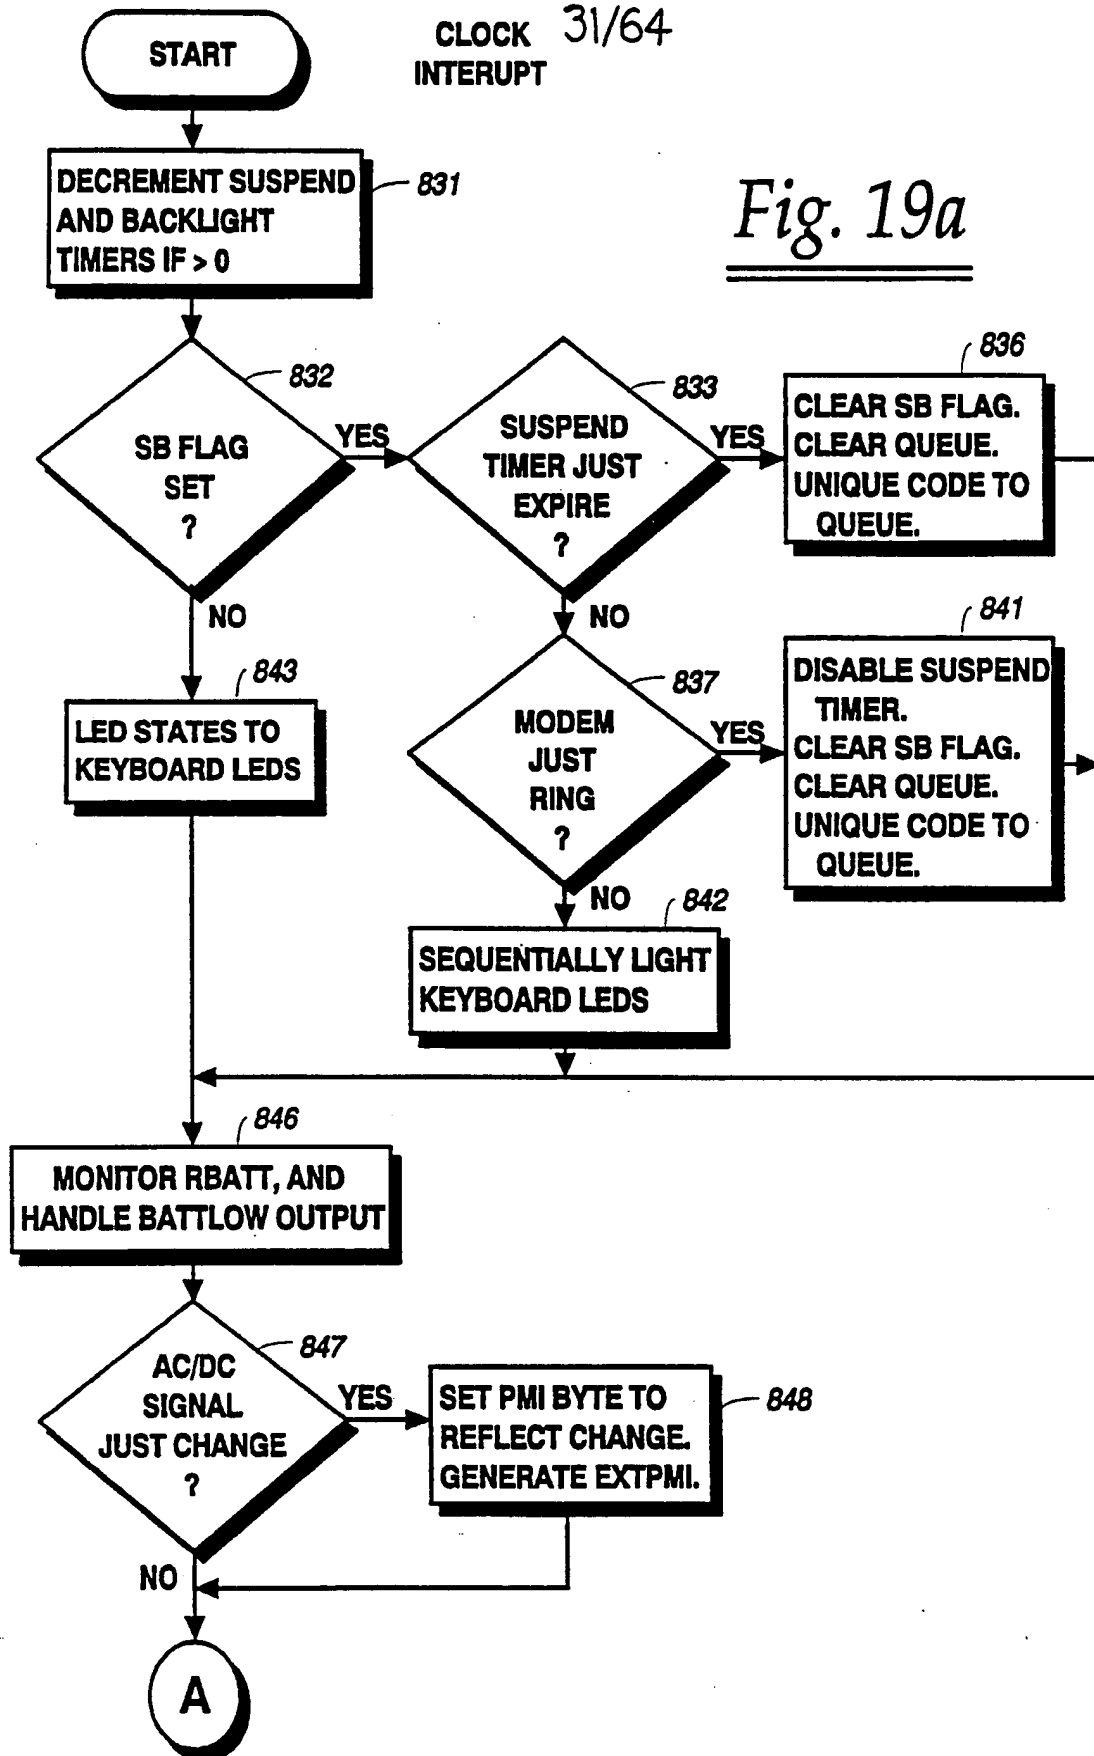 START
CLOCK 31/64
INTERUPT
DECREMENT SUSPEND
AND BACKLIGHT
TIMERS IF > 0
831
Fig. 19a
SB FLAG
SET
?
832
YES
NO
SUSPEND
TIMER JUST
EXPIRE
?
833
YES
NO
836
CLEAR SB FLAG.
CLEAR QUEUE.
UNIQUE CODE TO
QUEUE.
843
LED STATES TO
KEYBOARD LEDS
MODEM
JUST
RING
?
837
YES
NO
841
DISABLE SUSPEND
TIMER.
CLEAR SB FLAG.
CLEAR QUEUE.
UNIQUE CODE TO
QUEUE.
842
SEQUENTIALLY LIGHT
KEYBOARD LEDS
846
MONITOR RBATT, AND
HANDLE BATTLOW OUTPUT
AC/DC
SIGNAL
JUST CHANGE
?
847
YES
NO
SET PMI BYTE TO
REFLECT CHANGE.
GENERATE EXTPMI.
848
A